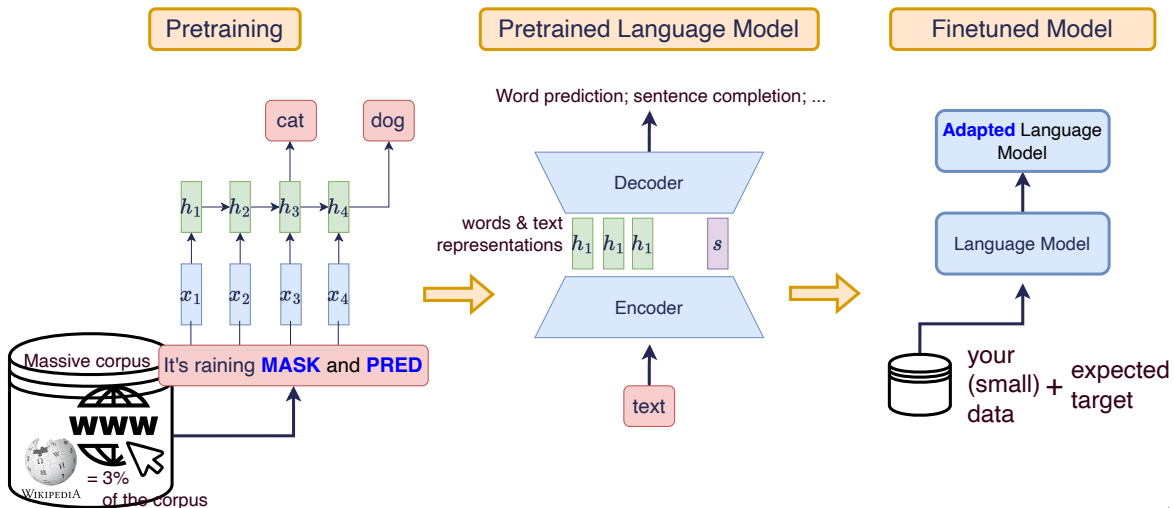 Pretraining
Pretrained Language Model
Finetuned Model
cat
dog
h1
h2
h3
h4
x1
x2
x3
x4
Massive corpus
It's raining MASK and PRED
www
WIKIPEDIA
= 3%
of the corpus
Word prediction; sentence completion; ...
Decoder
words & text
representations
h1
h1
h1
s
Encoder
text
Adapted Language
Model
Language Model
your
(small)
data
+
expected
target